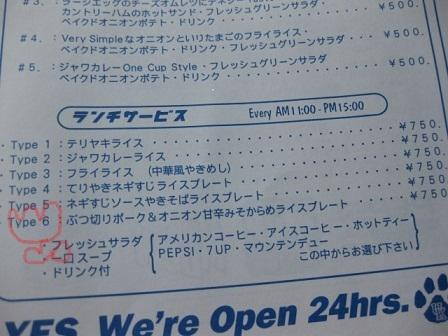 #3. :ラージエッグのチーズオムレツに
カントリーハムのホットサンド・フレッシュグリーンサラダ ¥500.
ベイクドオニオンポテト・ドリンク
#4. :Very Simpleなオニオンといりたまごのフライライス・
ベイクドオニオンポテト・ドリンク・フレッシュグリーンサラダ ¥500.
#5. :ジャワカレーOne Cup Style・フレッシュグリーンサラダ
ベイクドオニオンポテト・ドリンク ¥500.
ランチサービス Every AM11:00-PM15:00
・Type 1:テリヤキライス ¥750.
・Type 2:ジャワカレーライス ¥750.
・Type 3:フライライス (中華風やきめし) ¥750.
・Type 4:てりやきネギすじライスプレート ¥750.
・Type 5:ネギすじソースやきそばライスプレート ¥750.
・Type 6:ぶつ切りポーク&オニオン甘辛みそからめライスプレート ¥750.
・フレッシュサラダ
・一口スープ
・ドリンク付
アメリカンコーヒー・アイスコーヒー・ホットティー
PEPSI・7UP・マウンテンデュー
この中からお選び下さい
YES, We're Open 24hrs.